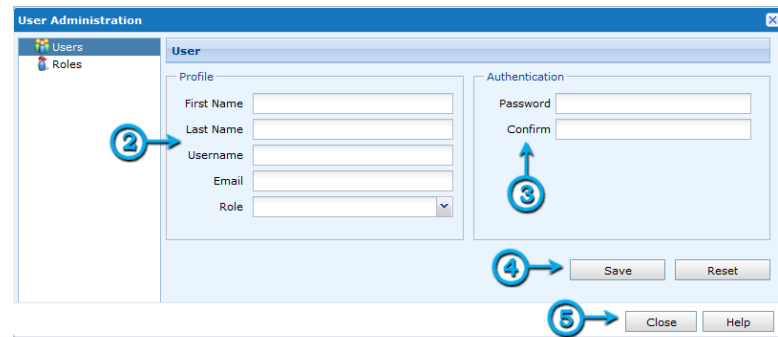 User Administration
Users
Roles
User
Profile
First Name
Last Name
Username
Email
Role
2
Authentication
Password
Confirm
3
4
Save Reset
5
Close Help